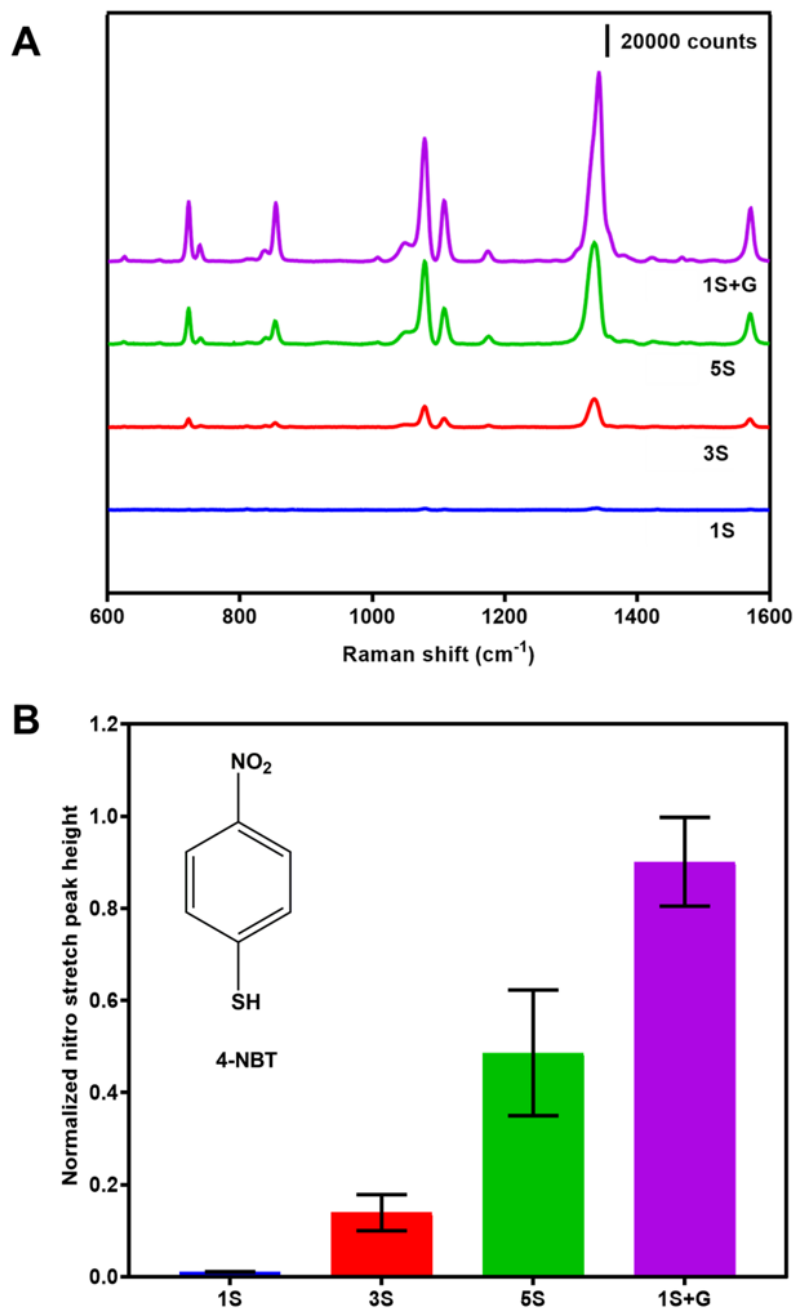 A
20000 counts
1S+G
5S
3S
1S
600 800 1000 1200 1400 1600
Raman shift (cm⁻¹)
B
Normalized nitro stretch peak height
1.2
1.0
0.8
0.6
0.4
0.2
0.0
NO₂
SH
4-NBT
1S 3S 5S 1S+G